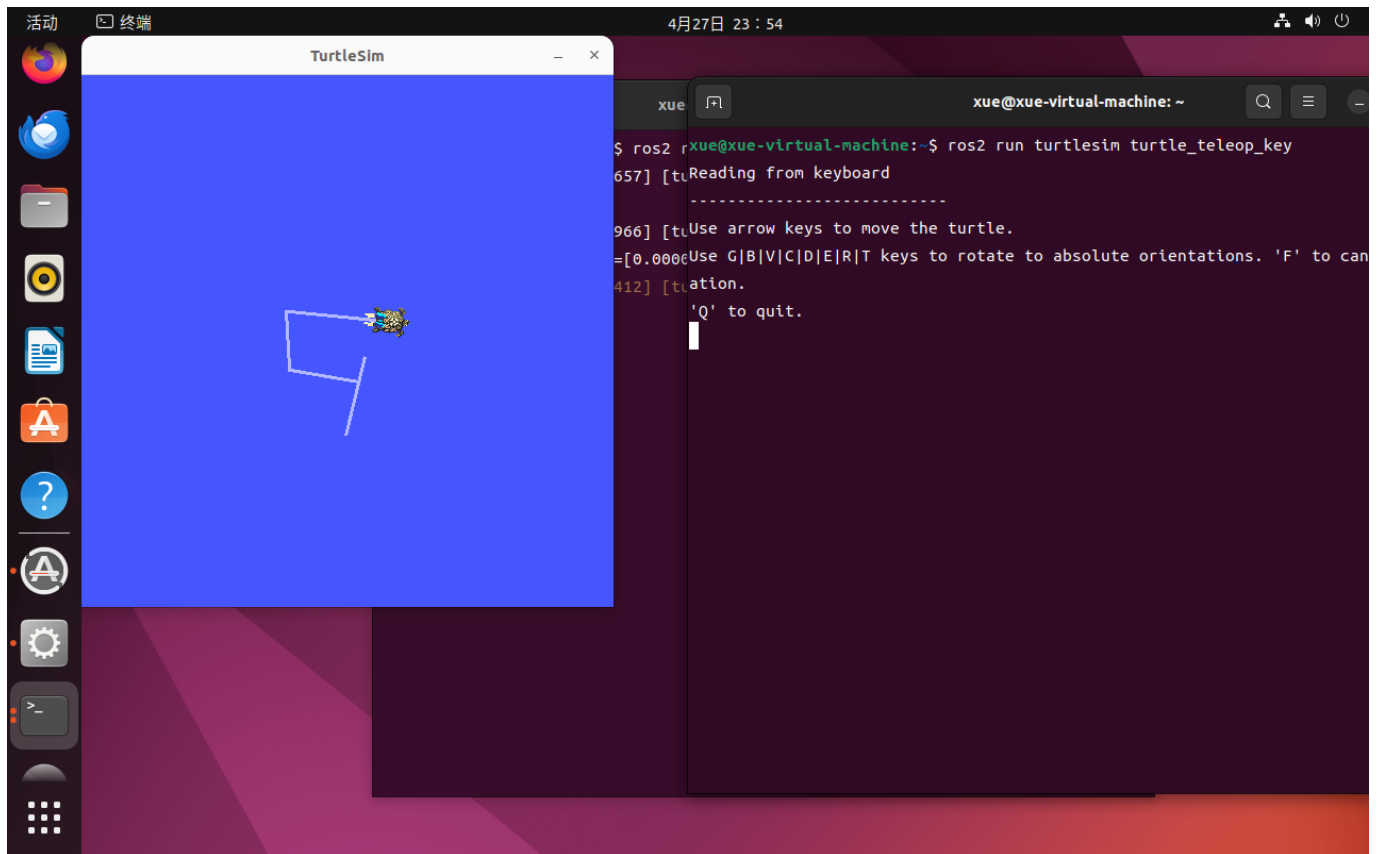 活动 终端 4月27日 23：54
TurtleSim
xue
xue@xue-virtual-machine: ~
$ ros2 r
657] [tu
966] [tu
=[0.0000
412] [tu
xue@xue-virtual-machine:~$ ros2 run turtlesim turtle_teleop_key
Reading from keyboard
---------------------------
Use arrow keys to move the turtle.
Use G|B|V|C|D|E|R|T keys to rotate to absolute orientations. 'F' to can
ation.
'Q' to quit.